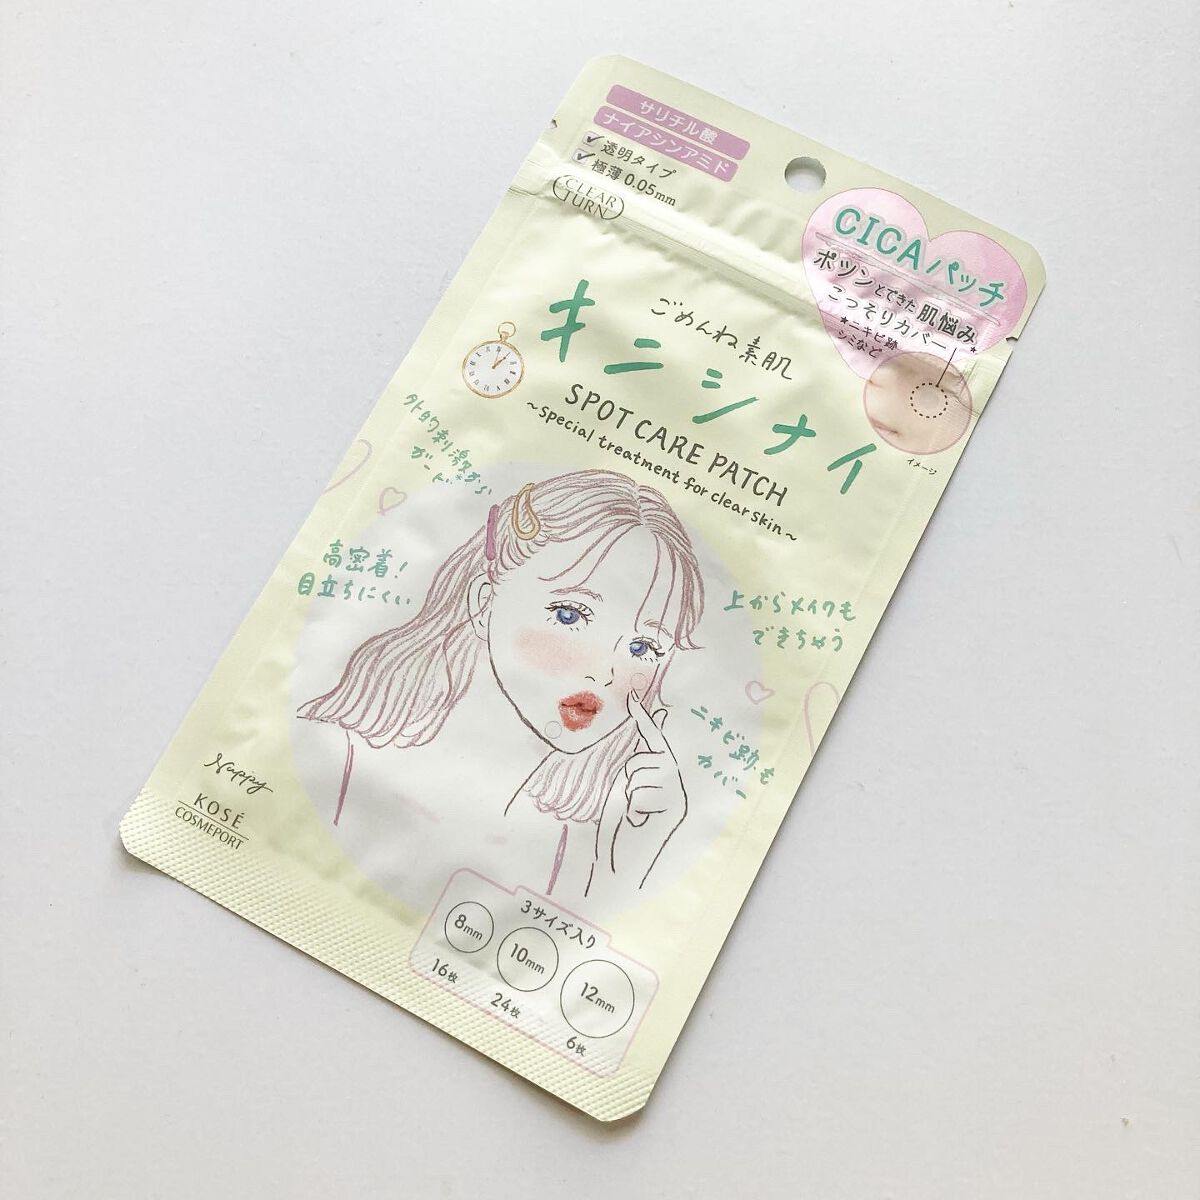 サリチル酸
ナイアシンアミド
透明タイプ
極薄0.05mm
CLEAR
TURN
CICAパッチ
ポツンとできた肌悩み*
こっそりカバー
*ニキビ跡
シミなど
イメージ
ごめんね素肌
キニシナイ
SPOT CARE PATCH
~special treatment for clear skin~
外的刺激から
ガード
高密着!
目立ちにくい
上からメイクも
できちゃう
ニキビ跡も
カバー
Nuppy
KOSÉ
COSMEPORT
3サイズ入り
8mm
10mm
12mm
16枚
24枚
6枚